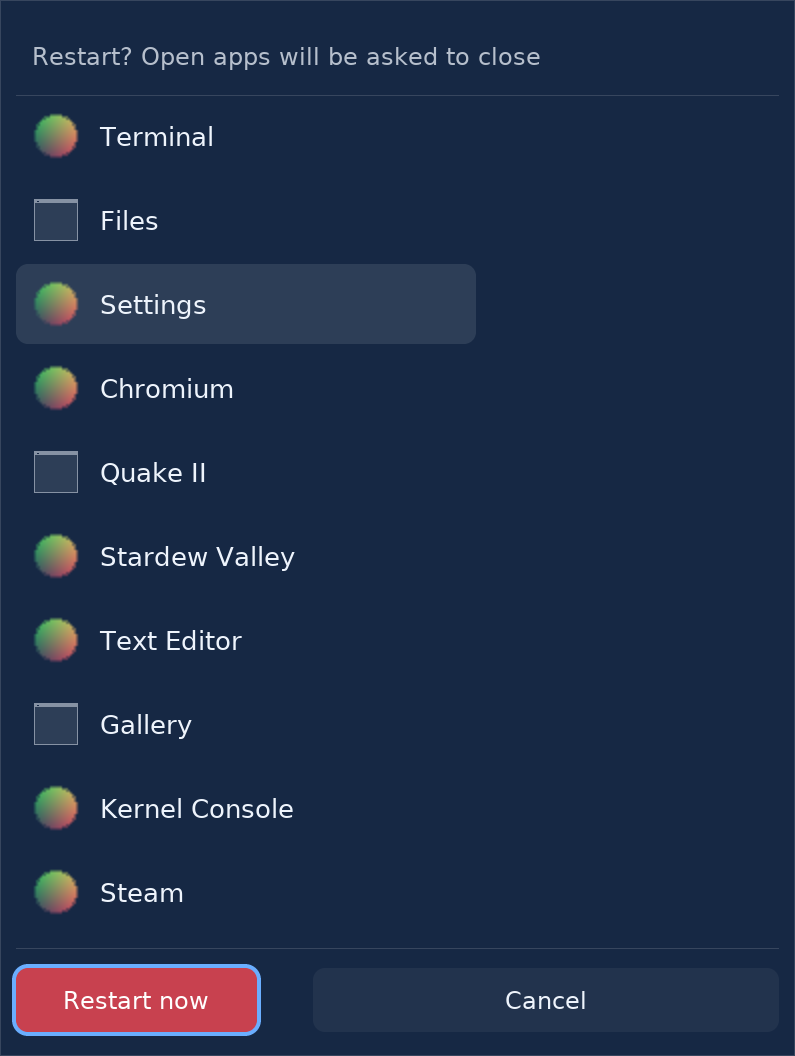 Restart? Open apps will be asked to close
Terminal
Files
Settings
Chromium
Quake II
Stardew Valley
Text Editor
Gallery
Kernel Console
Steam
Restart now
Cancel